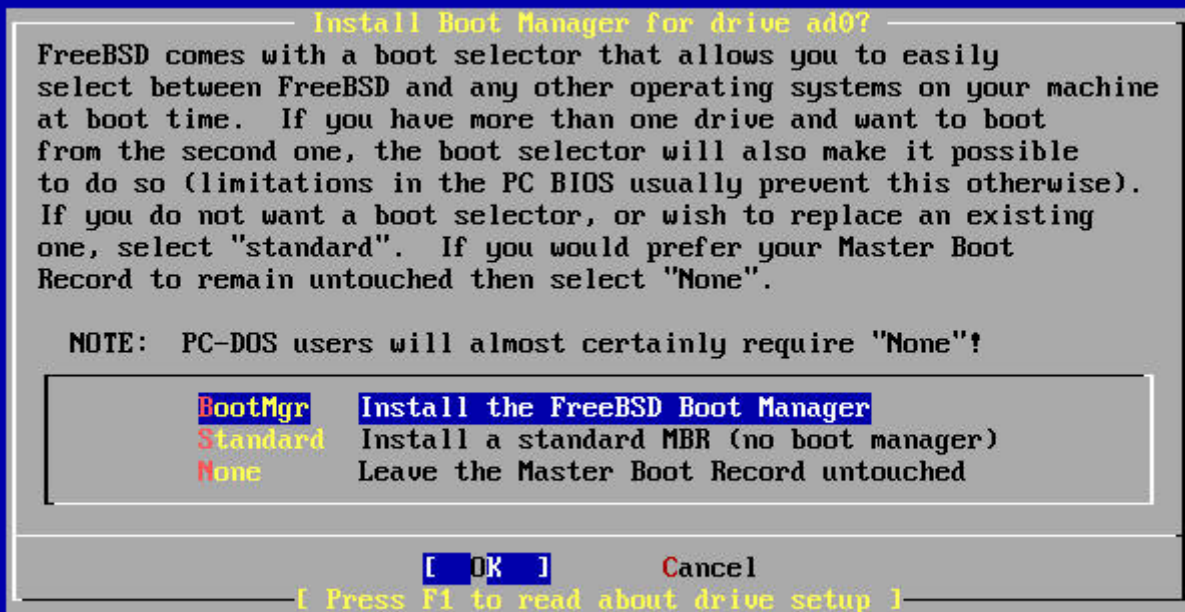 Install Boot Manager for drive ad0?
FreeBSD comes with a boot selector that allows you to easily
select between FreeBSD and any other operating systems on your machine
at boot time.  If you have more than one drive and want to boot
from the second one, the boot selector will also make it possible
to do so (limitations in the PC BIOS usually prevent this otherwise).
If you do not want a boot selector, or wish to replace an existing
one, select "standard".  If you would prefer your Master Boot
Record to remain untouched then select "None".
NOTE:  PC-DOS users will almost certainly require "None"!
BootMgr   Install the FreeBSD Boot Manager
Standard  Install a standard MBR (no boot manager)
None      Leave the Master Boot Record untouched
[  OK  ]       Cancel
[ Press F1 to read about drive setup ]